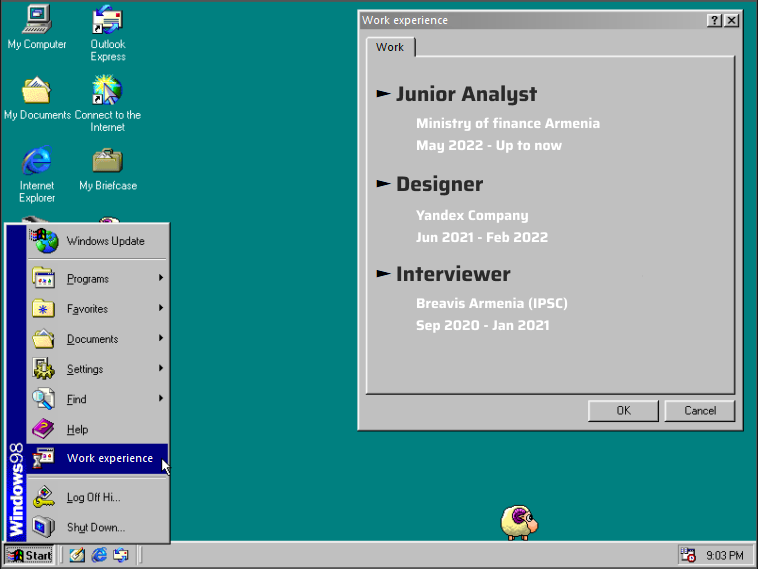 My Computer
Outlook
Express
My Documents
Connect to the
Internet
Internet
Explorer
My Briefcase
Windows98
Windows Update
Programs
Favorites
Documents
Settings
Find
Help
Work experience
Log Off Hi...
Shut Down...
Start
Work experience
Work
Junior Analyst
Ministry of finance Armenia
May 2022 - Up to now
Designer
Yandex Company
Jun 2021 - Feb 2022
Interviewer
Breavis Armenia (IPSC)
Sep 2020 - Jan 2021
OK
Cancel
9:03 PM